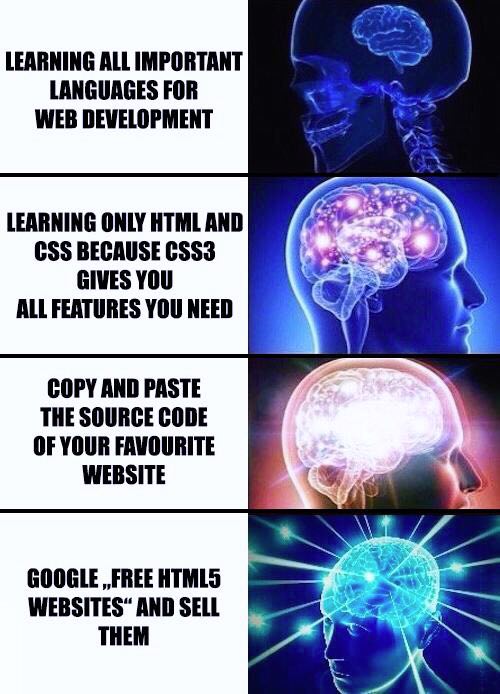 LEARNING ALL IMPORTANT
LANGUAGES FOR
WEB DEVELOPMENT
LEARNING ONLY HTML AND
CSS BECAUSE CSS3
GIVES YOU
ALL FEATURES YOU NEED
COPY AND PASTE
THE SOURCE CODE
OF YOUR FAVOURITE
WEBSITE
GOOGLE „FREE HTML5
WEBSITES“ AND SELL
THEM